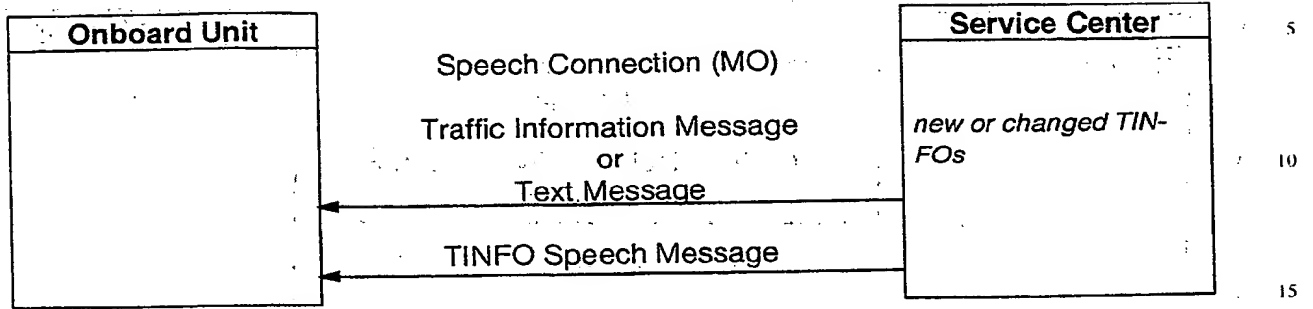 Onboard Unit
Service Center
5
Speech Connection (MO)
Traffic Information Message
or
Text Message
new or changed TIN-
FOs
10
TINFO Speech Message
15